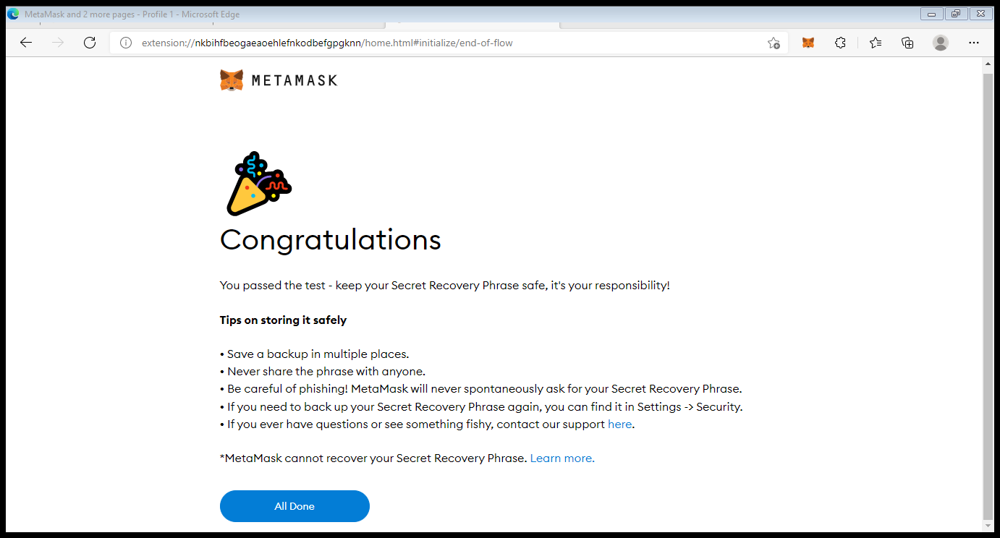 MetaMask and 2 more pages - Profile 1 - Microsoft Edge
extension://nkbihfbeogaeaoehlefnkodbefgpgknn/home.html#initialize/end-of-flow
METAMASK
Congratulations
You passed the test - keep your Secret Recovery Phrase safe, it's your responsibility!
Tips on storing it safely
• Save a backup in multiple places.
• Never share the phrase with anyone.
• Be careful of phishing! MetaMask will never spontaneously ask for your Secret Recovery Phrase.
• If you need to back up your Secret Recovery Phrase again, you can find it in Settings -> Security.
• If you ever have questions or see something fishy, contact our support here.
*MetaMask cannot recover your Secret Recovery Phrase. Learn more.
All Done